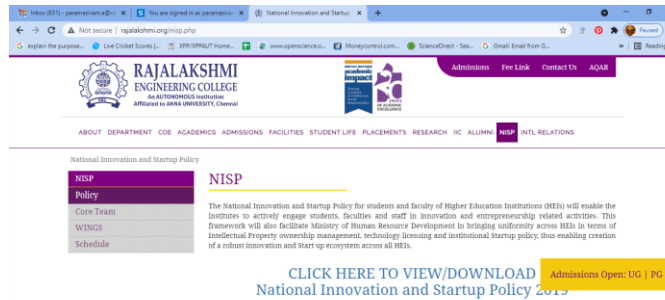 Inbox (831) - paramasivam.a@
You are signed in as paramasiva
National Innovation and Startup
Not secure | rajalakshmi.org/nisp.php
Paused
explain the purpose...
Live Cricket Scores |...
XPP/XPPAUT Home...
www.openscience.o...
Moneycontrol.com...
ScienceDirect - Sea...
Gmail: Email from G...
Reading
RAJALAKSHMI
ENGINEERING COLLEGE
An AUTONOMOUS Institution
Affiliated to ANNA UNIVERSITY, Chennai
academic
impact
OF ACADEMIC
EXCELLENCE
Admissions Fee Link Contact Us AQAR
ABOUT DEPARTMENT COE ACADEMICS ADMISSIONS FACILITIES STUDENT LIFE PLACEMENTS RESEARCH IIC ALUMNI NISP INTL RELATIONS
National Innovation and Startup Policy
NISP
Policy
Core Team
WINGS
Schedule
NISP
The National Innovation and Startup Policy for students and faculty of Higher Education Institutions (HEIs) will enable the
institutes to actively engage students, faculties and staff in innovation and entrepreneurship related activities. This
framework will also facilitate Ministry of Human Resource Development in bringing uniformity across HEIs in terms of
Intellectual Property ownership management, technology licensing and institutional Startup policy, thus enabling creation
of a robust innovation and Start up ecosystem across all HEIs.
CLICK HERE TO VIEW/DOWNLOAD
National Innovation and Startup Policy 2019
Admissions Open: UG | PG